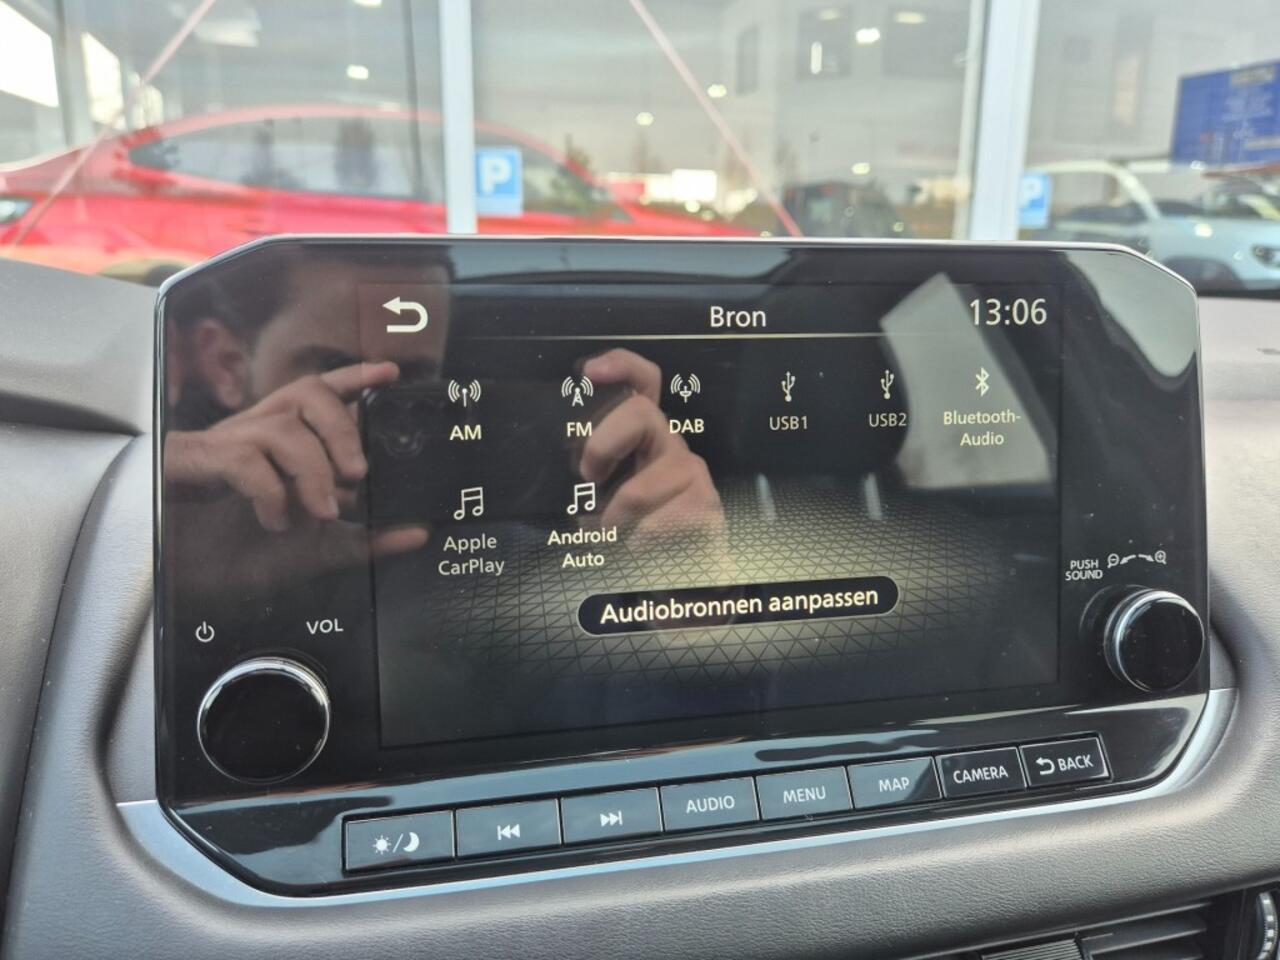 P
P
Bron
13:06
AM
FM
DAB
USB1
USB2
Bluetooth-
Audio
Apple
CarPlay
Android
Auto
Audiobronnen aanpassen
VOL
PUSH
SOUND
AUDIO
MENU
MAP
CAMERA
BACK